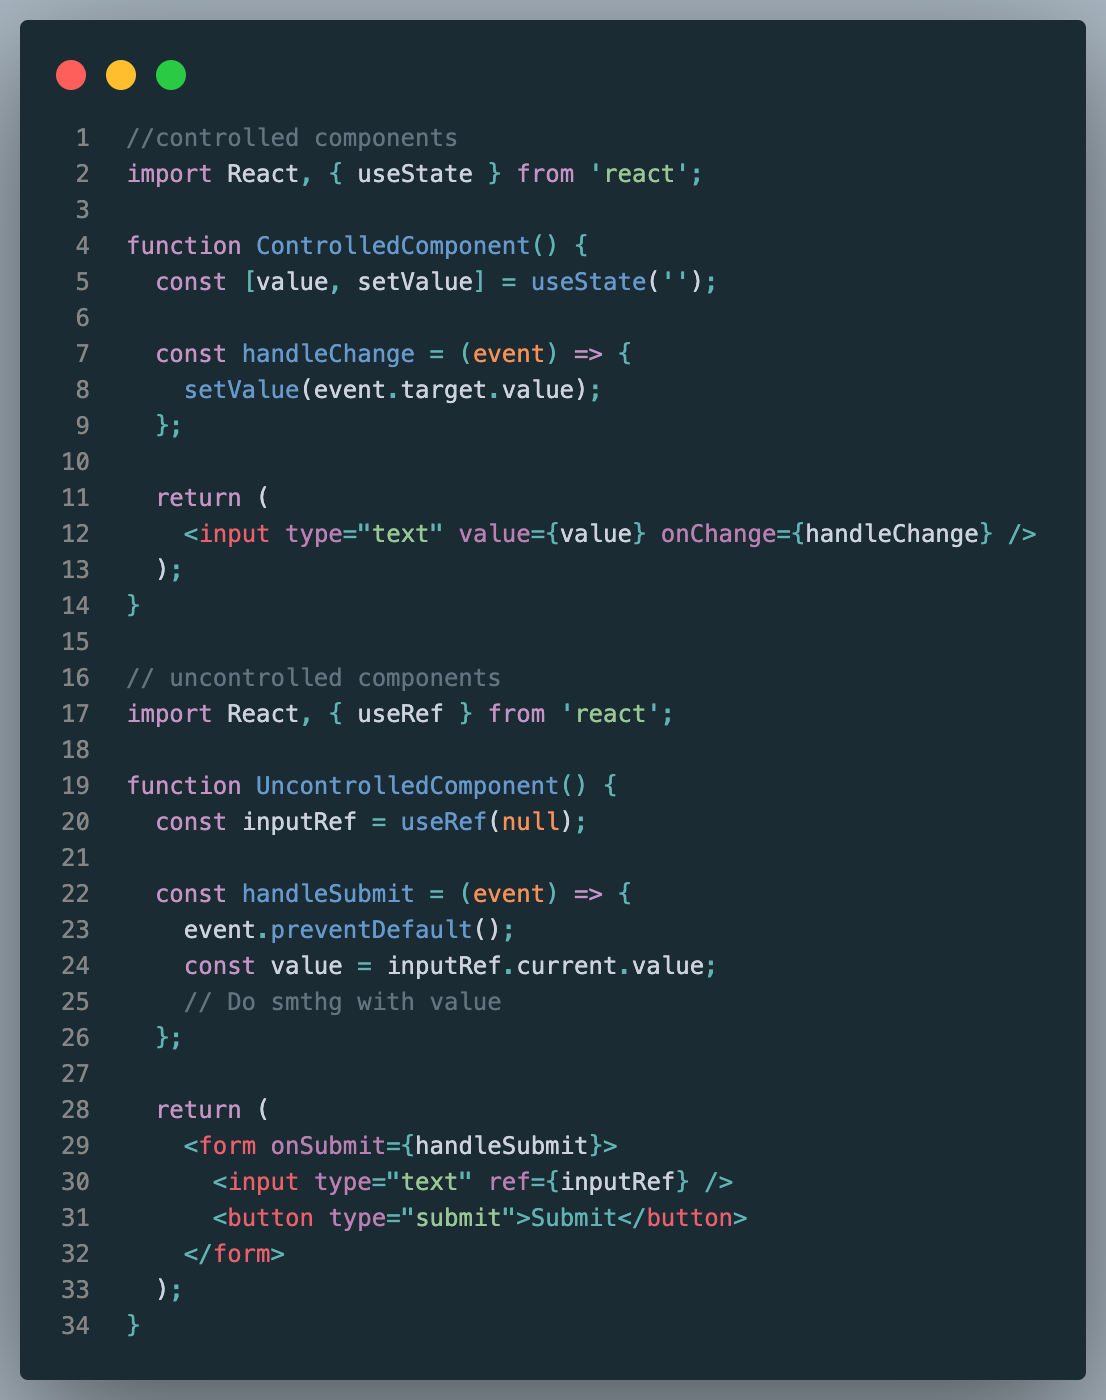 1 //controlled components
2 import React, { useState } from 'react';
3
4 function ControlledComponent() {
5   const [value, setValue] = useState('');
6
7   const handleChange = (event) => {
8     setValue(event.target.value);
9   };
10
11   return (
12     <input type="text" value={value} onChange={handleChange} />
13   );
14 }
15
16 // uncontrolled components
17 import React, { useRef } from 'react';
18
19 function UncontrolledComponent() {
20   const inputRef = useRef(null);
21
22   const handleSubmit = (event) => {
23     event.preventDefault();
24     const value = inputRef.current.value;
25     // Do smthg with value
26   };
27
28   return (
29     <form onSubmit={handleSubmit}>
30       <input type="text" ref={inputRef} />
31       <button type="submit">Submit</button>
32     </form>
33   );
34 }